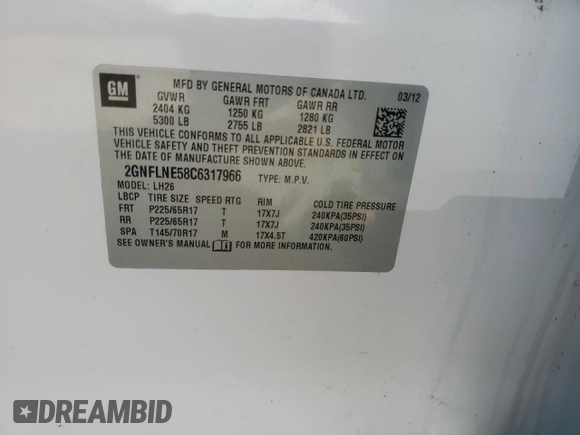 GM
MFD BY GENERAL MOTORS OF CANADA LTD.
03/12
GVWR GAWR FRT GAWR RR
2404 KG 1250 KG 1280 KG
5300 LB 2755 LB 2821 LB
THIS VEHICLE CONFORMS TO ALL APPLICABLE U.S. FEDERAL MOTOR
VEHICLE SAFETY AND THEFT PREVENTION STANDARDS IN EFFECT ON
THE DATE OF MANUFACTURE SHOWN ABOVE.
2GNFLNE58C6317966 TYPE: M.P.V.
MODEL: LH26
LBCP TIRE SIZE SPEED RTG RIM COLD TIRE PRESSURE
FRT P225/65R17 T 17X7J 240KPA(35PSI)
RR P225/65R17 T 17X7J 240KPA(35PSI)
SPA T145/70R17 M 17X4.5T 420KPA(60PSI)
SEE OWNER'S MANUAL FOR ADDITIONAL INFORMATION.
DREAMBID